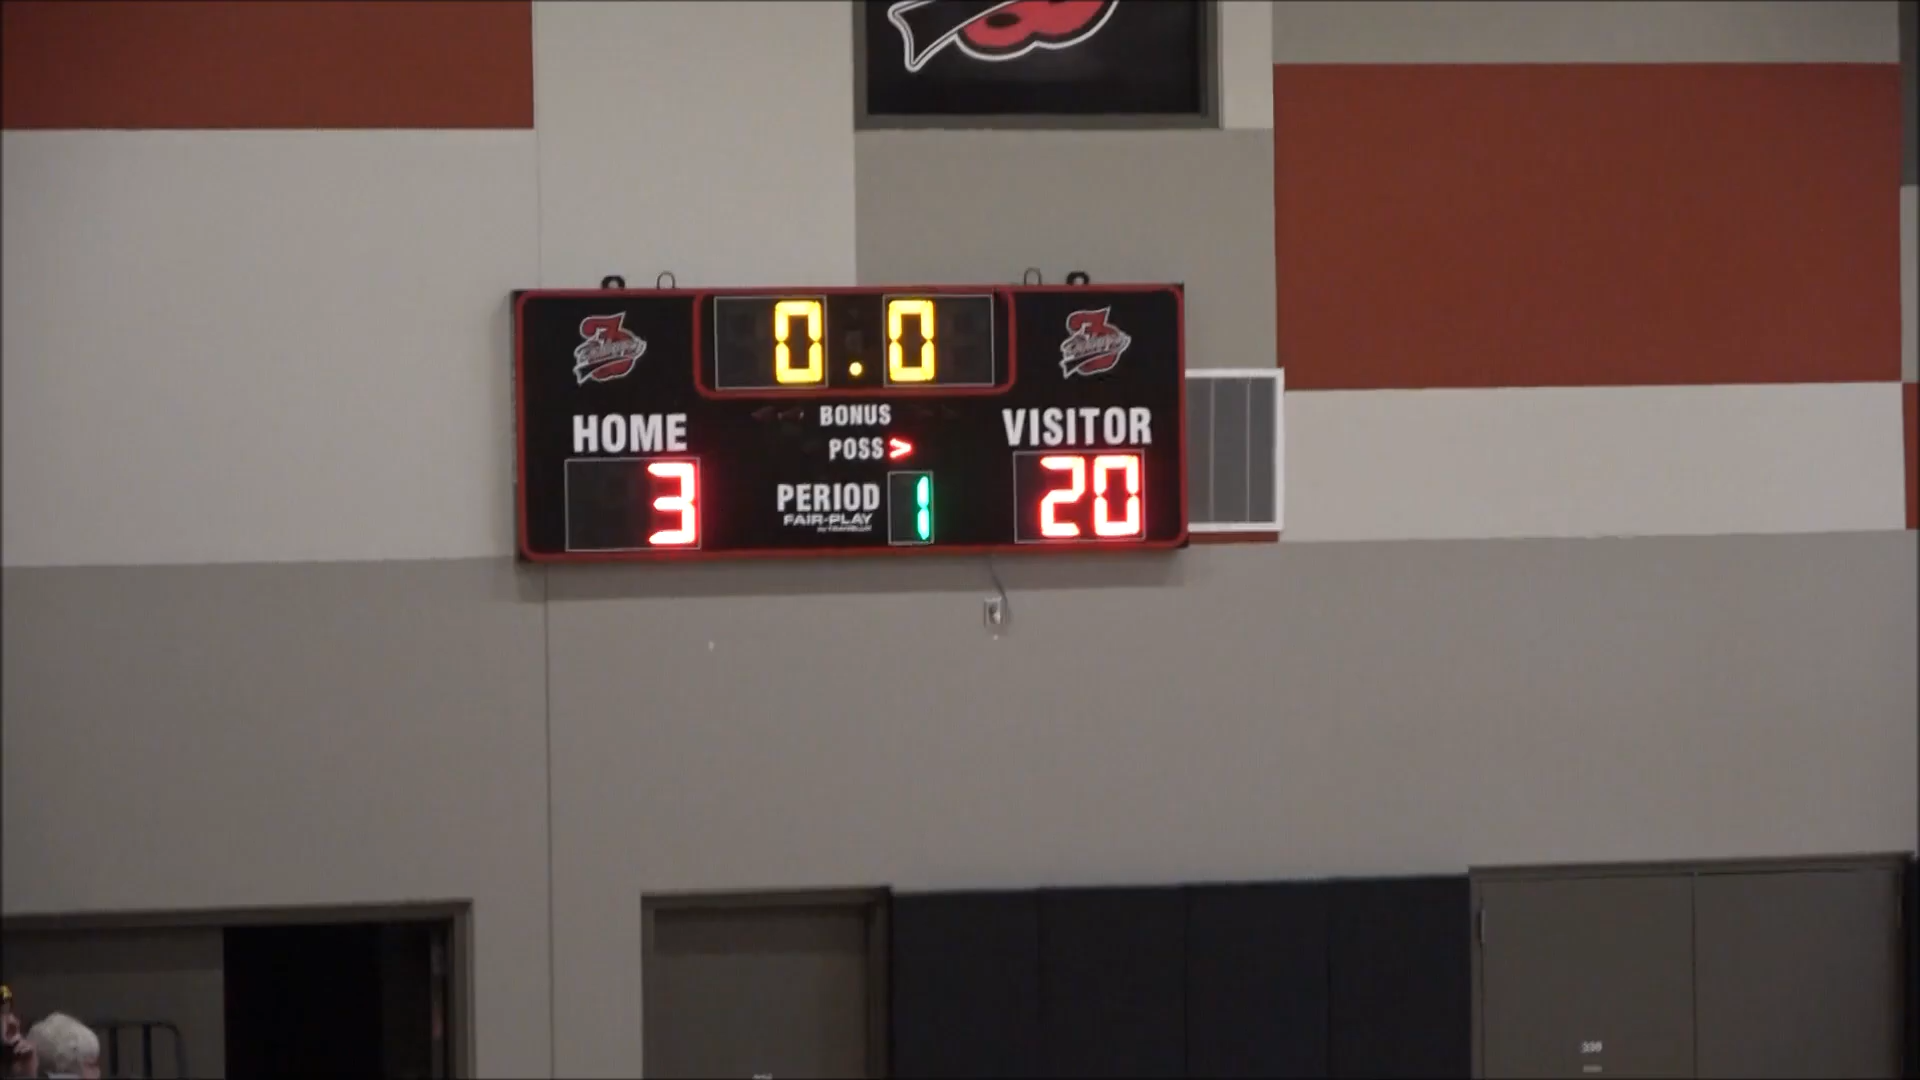 0.0
BONUS
HOME
VISITOR
POSS >
3
PERIOD 1
20
FAIR-PLAY